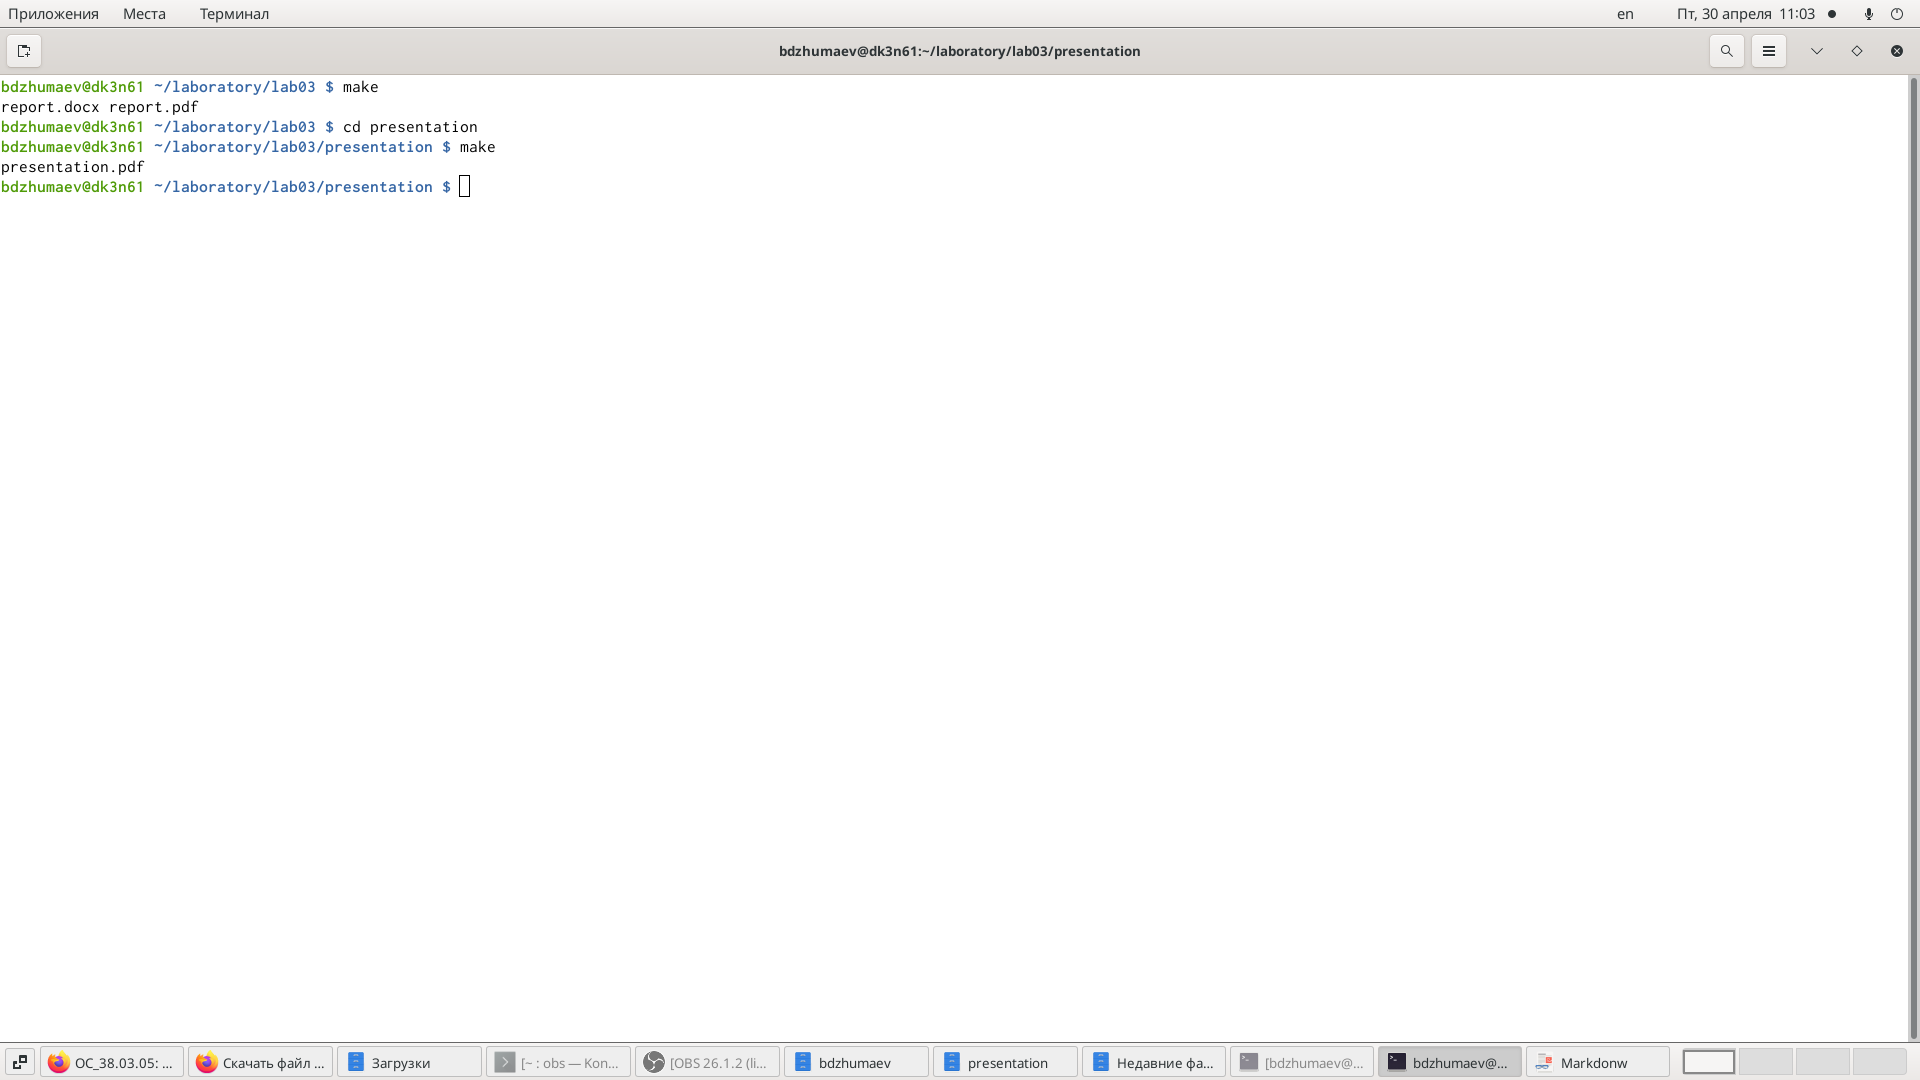 Приложения Места Терминал en Пт, 30 апреля 11:03
bdzhumaev@dk3n61:~/laboratory/lab03/presentation
bdzhumaev@dk3n61 ~/laboratory/lab03 $ make
report.docx report.pdf
bdzhumaev@dk3n61 ~/laboratory/lab03 $ cd presentation
bdzhumaev@dk3n61 ~/laboratory/lab03/presentation $ make
presentation.pdf
bdzhumaev@dk3n61 ~/laboratory/lab03/presentation $
ОС_38.03.05: ... Скачать файл ... Загрузки [~ : obs — Kon... [OBS 26.1.2 (li... bdzhumaev presentation Недавние фа... [bdzhumaev@... bdzhumaev@... Markdonw